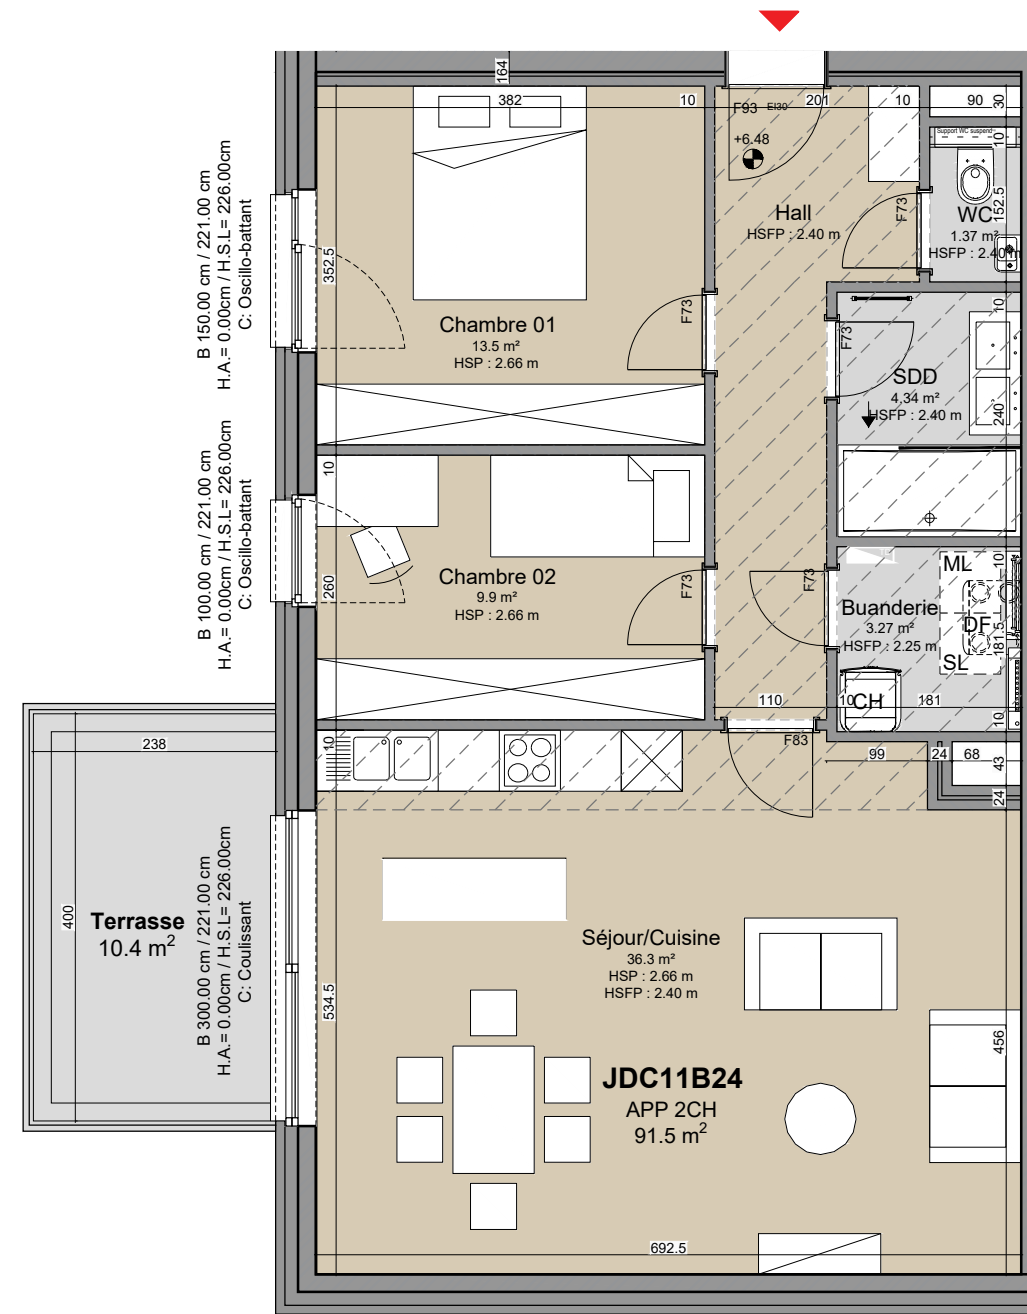 164
382
10
201
10
90
30
F93 EI30
+6.48
Support WC suspend
10
Hall
HSFP : 2.40 m
F73
WC
1.37 m²
HSFP : 2.40 m
152.5
B 150.00 cm / 221.00 cm
H.A.= 0.00cm / H.S.L= 226.00cm
C: Oscillo-battant
352.5
Chambre 01
13.5 m²
HSP : 2.66 m
F73
F73
10
SDD
4.34 m²
HSFP : 2.40 m
240
B 100.00 cm / 221.00 cm
H.A.= 0.00cm / H.S.L= 226.00cm
C: Oscillo-battant
10
260
Chambre 02
9.9 m²
HSP : 2.66 m
F73
F73
Buanderie
3.27 m²
HSFP : 2.25 m
ML
DF
SL
10
181.5
CH
110
10
181
10
F83
99
24
68
43
24
238
10
400
Terrasse
10.4 m²
B 300.00 cm / 221.00 cm
H.A.= 0.00cm / H.S.L= 226.00cm
C: Coulissant
534.5
Séjour/Cuisine
36.3 m²
HSP : 2.66 m
HSFP : 2.40 m
456
JDC11B24
APP 2CH
91.5 m²
692.5